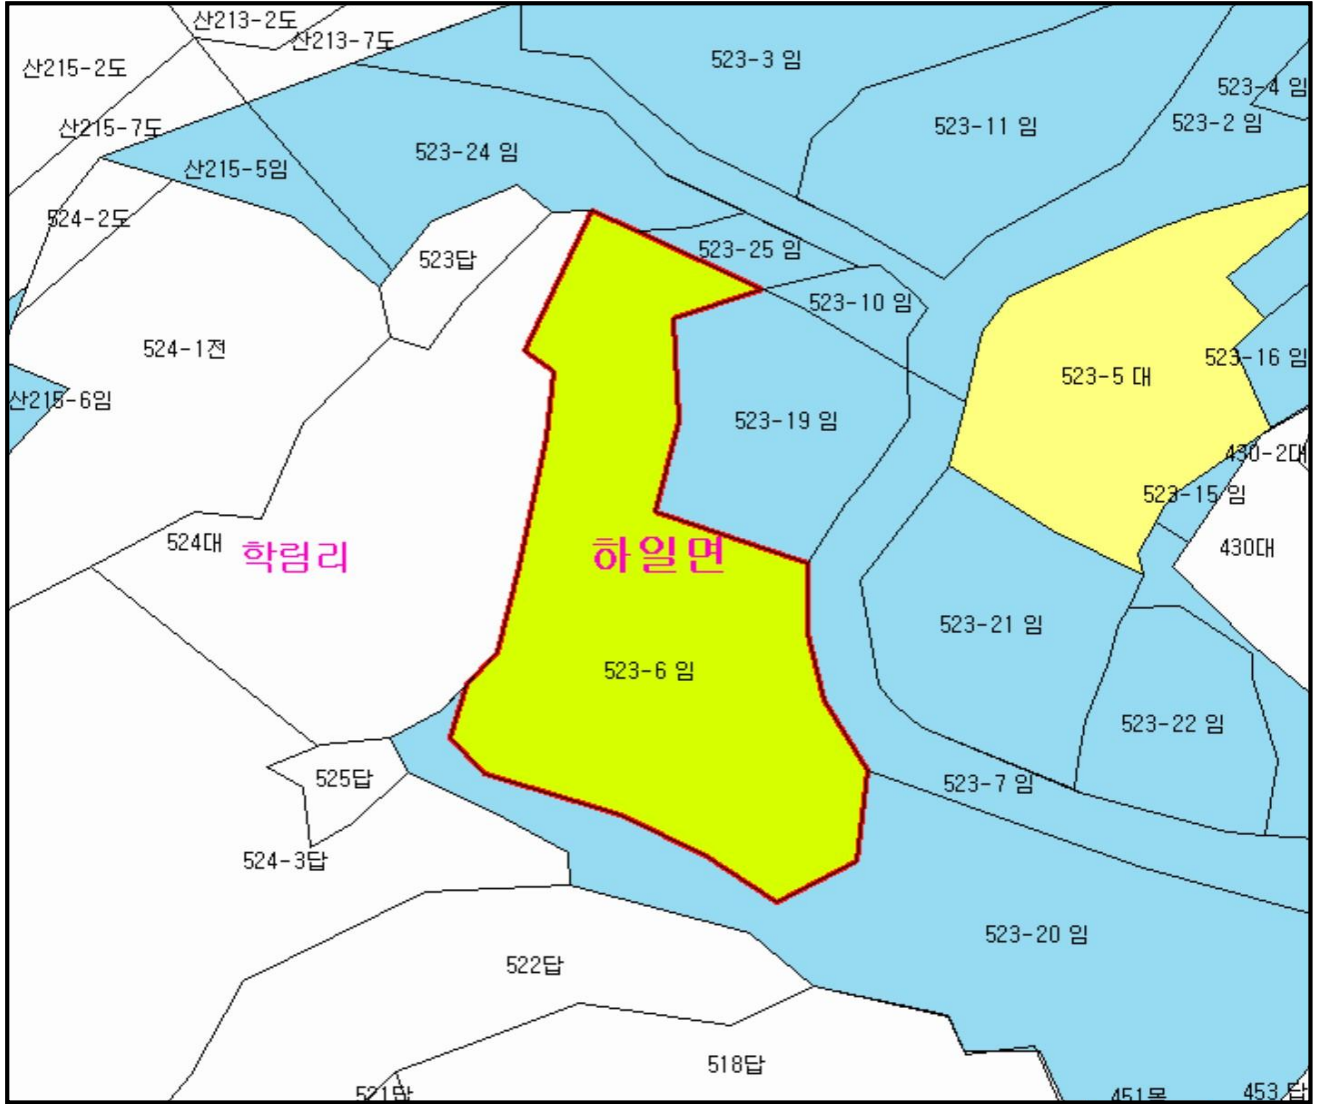 산213-2도
산213-7도
산215-2도
523-3 임
523-4 임
산215-7도
523-11 임
523-2 임
523-24 임
산215-5임
524-2도
523답
523-25 임
523-10 임
524-1전
523-16 임
523-5 대
산215-6임
523-19 임
430-2대
523-15 임
524대
학림리
하일면
430대
523-21 임
523-6 임
523-22 임
525답
523-7 임
524-3답
523-20 임
522답
518답
521답
453 답